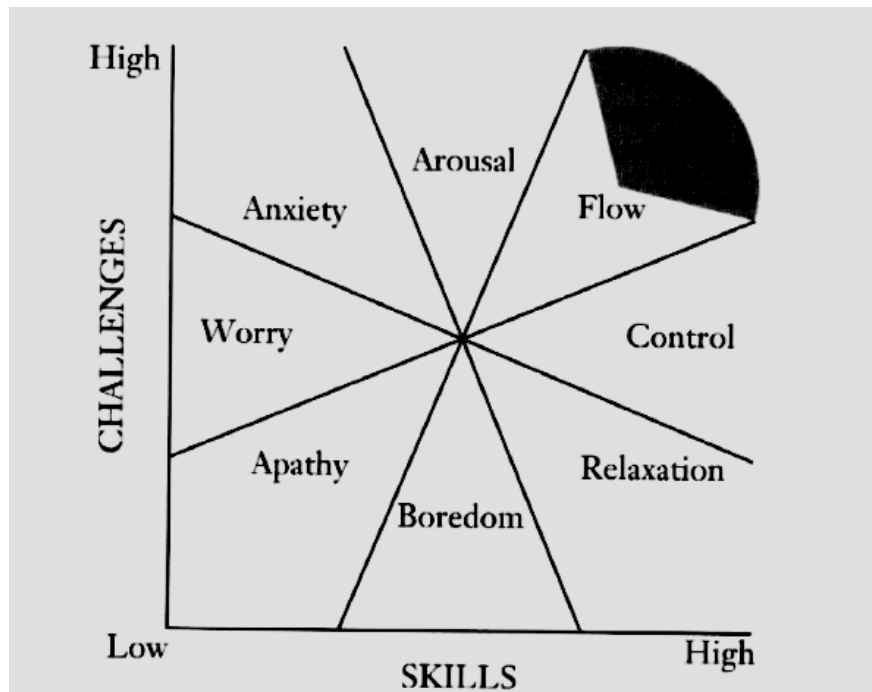 High
Arousal
Anxiety
Flow
CHALLENGES
Worry
Control
Apathy
Relaxation
Boredom
Low
High
SKILLS